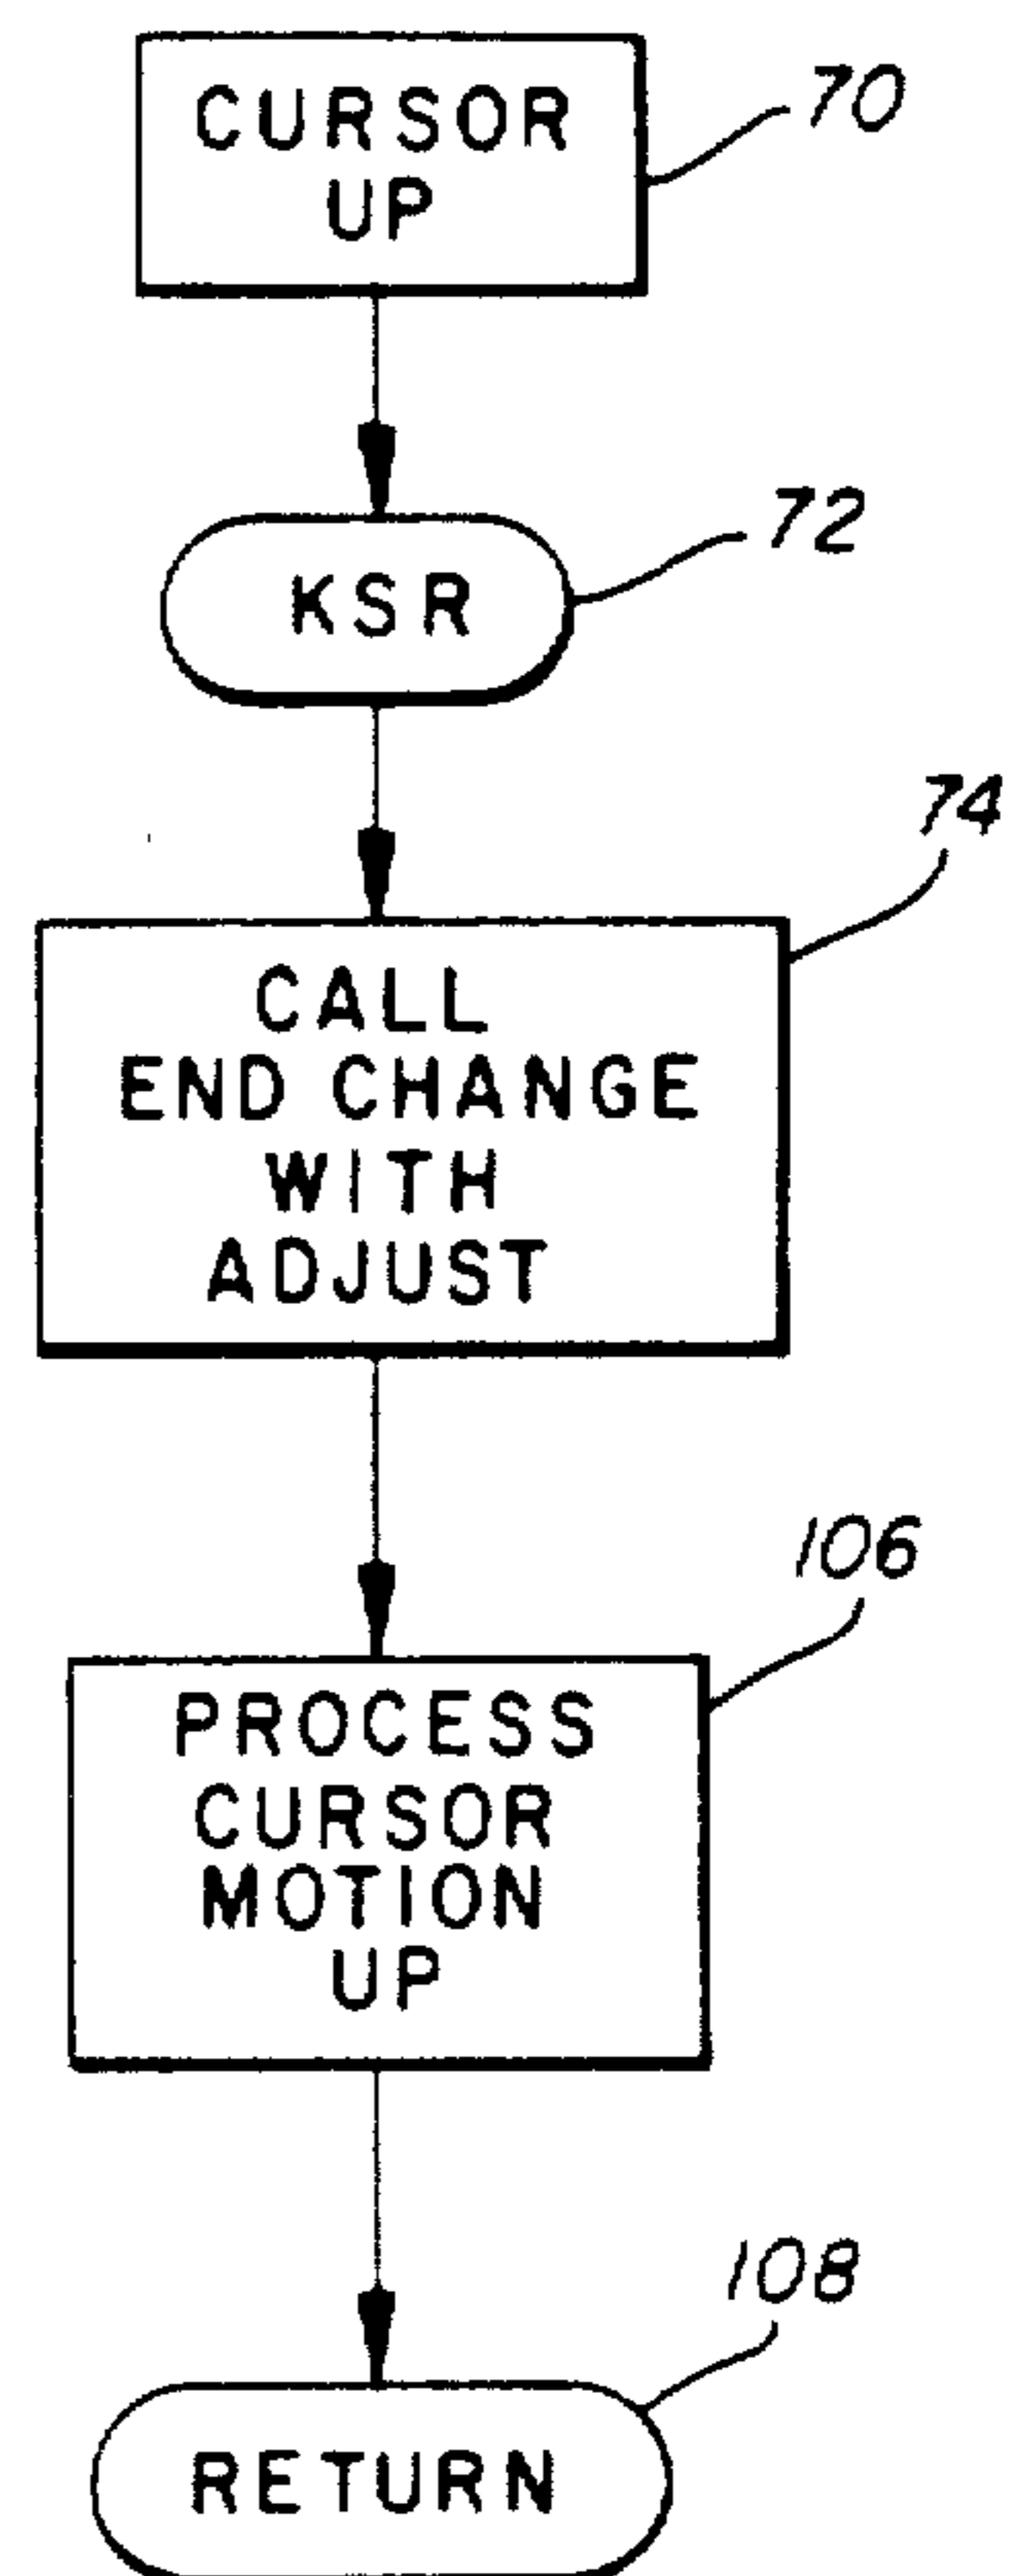 CURSOR
UP
70
KSR
72
74
CALL
END CHANGE
WITH
ADJUST
106
PROCESS
CURSOR
MOTION
UP
108
RETURN